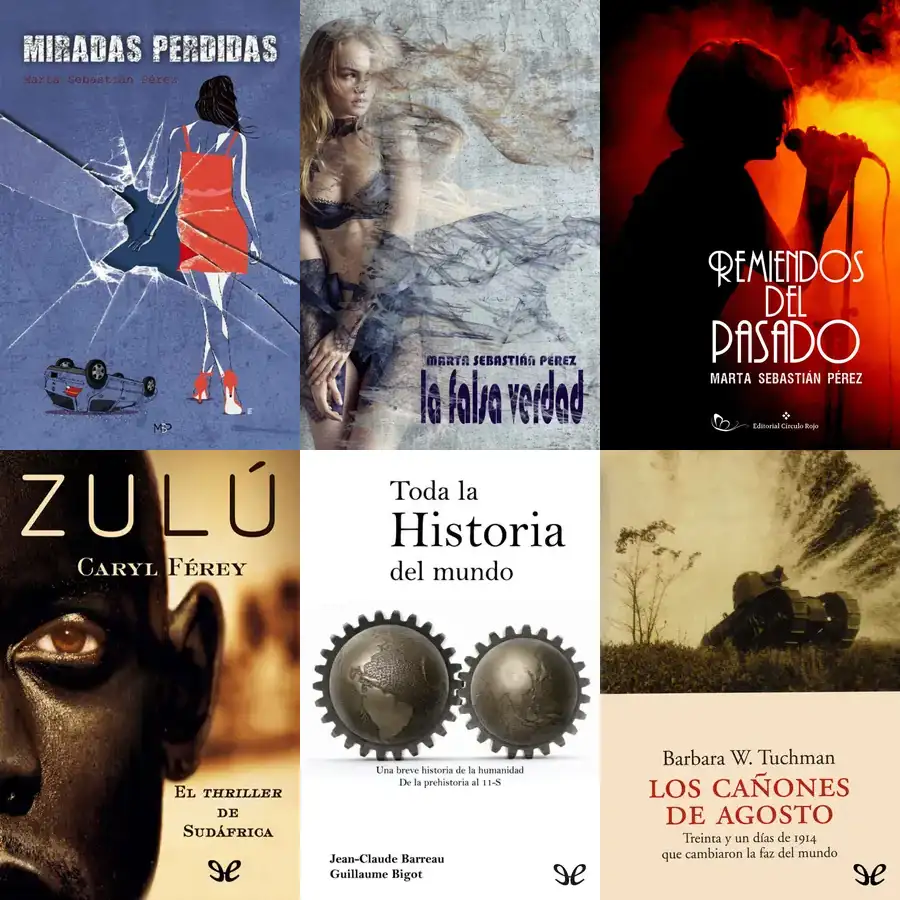 MIRADAS PERDIDAS
Marta Sebastián Pérez
MSP
MARTA SEBASTIÁN PÉREZ
la falsa verdad
REMIENDOS
DEL
PASADO
MARTA SEBASTIÁN PÉREZ
Editorial Círculo Rojo
ZULÚ
CARYL FÉREY
EL THRILLER
DE
SUDÁFRICA
Toda la
Historia
del mundo
Una breve historia de la humanidad
De la prehistoria al 11-S
Jean-Claude Barreau
Guillaume Bigot
Barbara W. Tuchman
LOS CAÑONES
DE AGOSTO
Treinta y un días de 1914
que cambiaron la faz del mundo